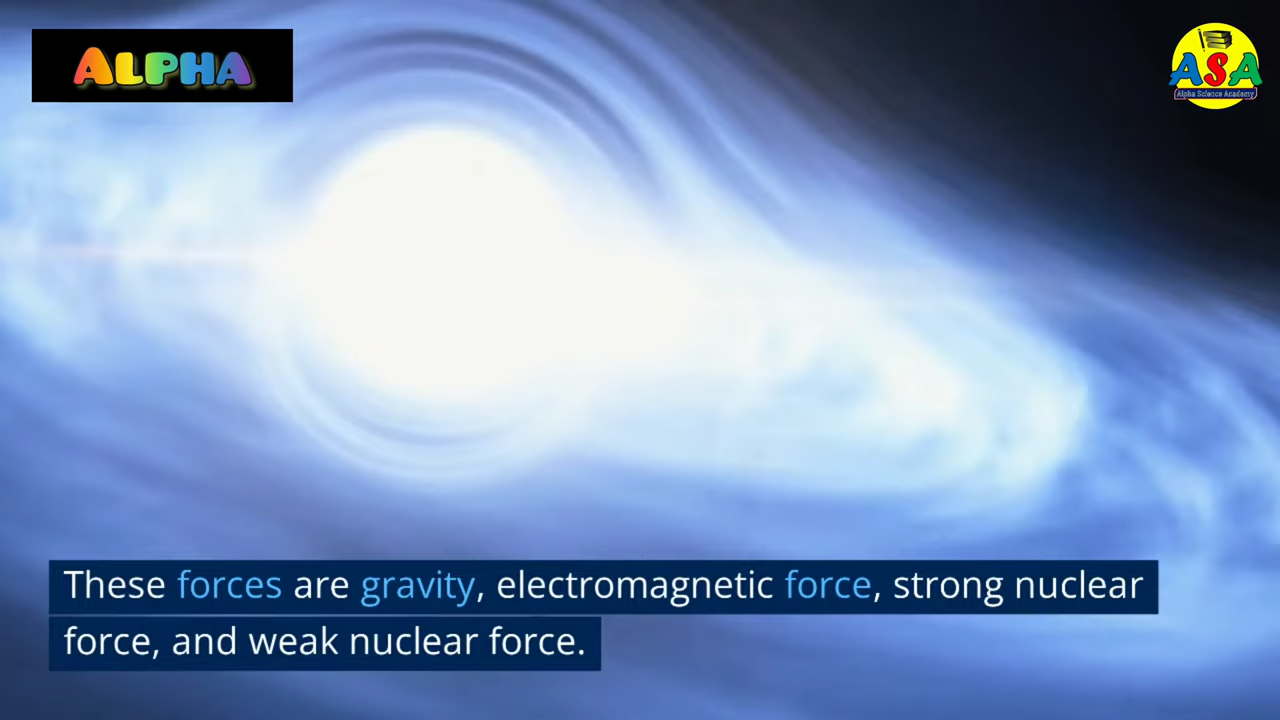 ALPHA
ASA
Alpha Science Academy
These forces are gravity, electromagnetic force, strong nuclear
force, and weak nuclear force.